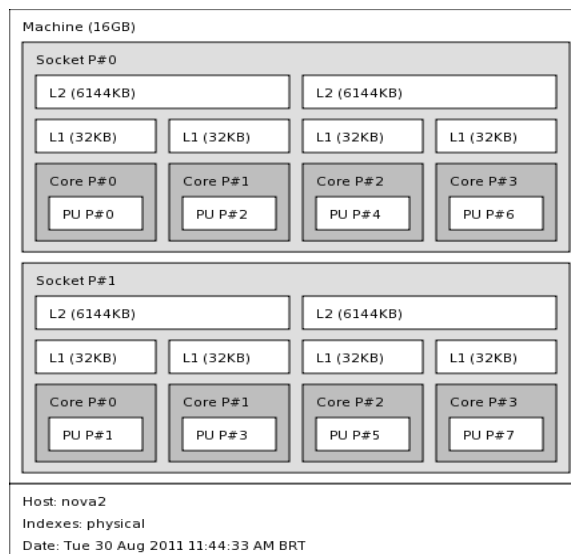 Machine (16GB)
Socket P#0
L2 (6144KB) L2 (6144KB)
L1 (32KB) L1 (32KB) L1 (32KB) L1 (32KB)
Core P#0 Core P#1 Core P#2 Core P#3
PU P#0 PU P#2 PU P#4 PU P#6
Socket P#1
L2 (6144KB) L2 (6144KB)
L1 (32KB) L1 (32KB) L1 (32KB) L1 (32KB)
Core P#0 Core P#1 Core P#2 Core P#3
PU P#1 PU P#3 PU P#5 PU P#7
Host: nova2
Indexes: physical
Date: Tue 30 Aug 2011 11:44:33 AM BRT